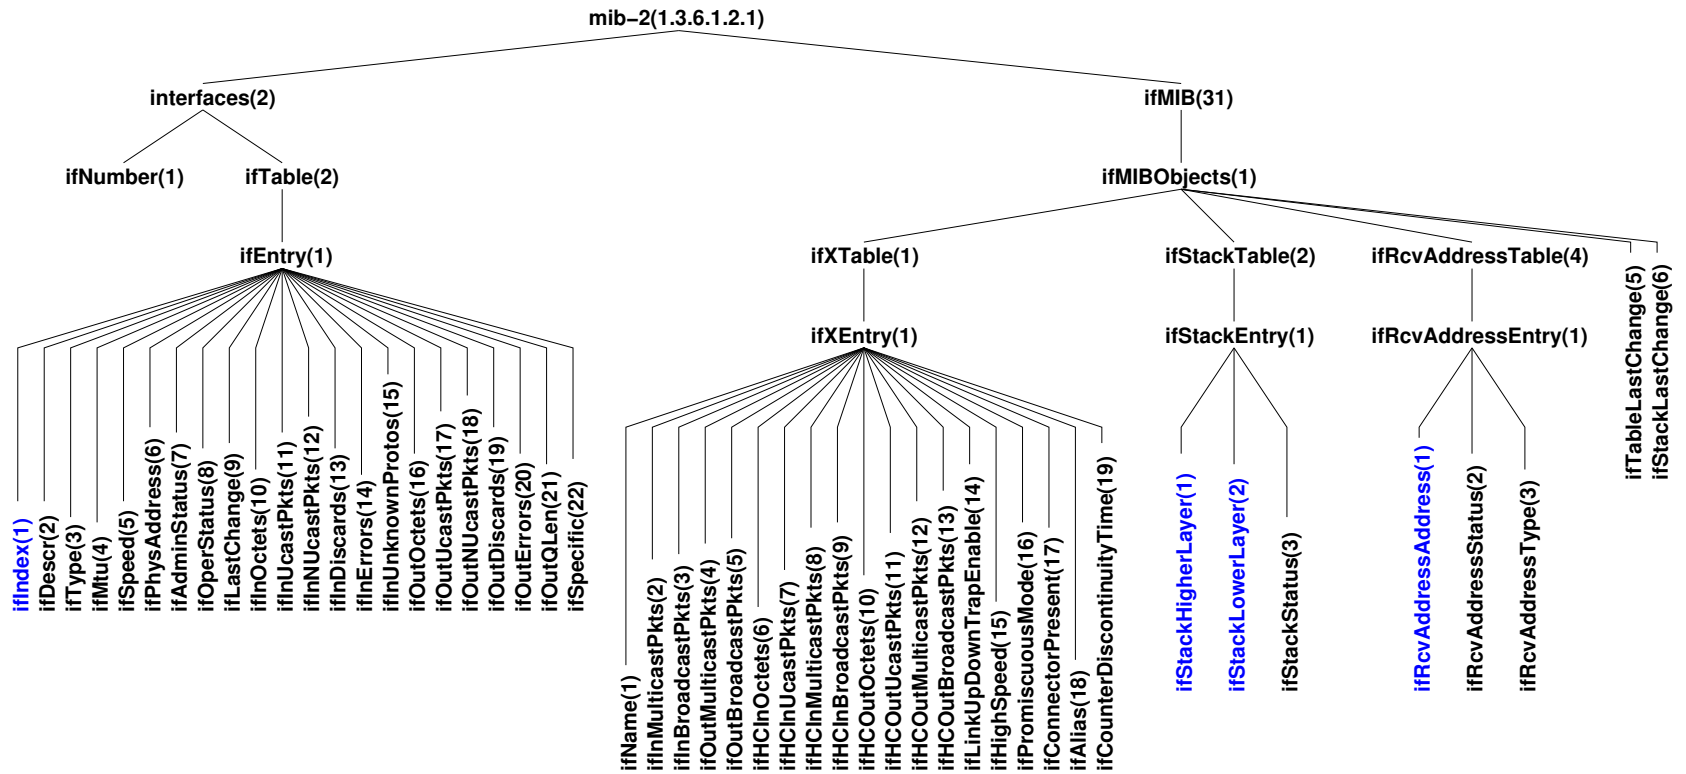 mib−2(1.3.6.1.2.1)
interfaces(2)
ifMIB(31)
ifNumber(1)
ifTable(2)
ifMIBObjects(1)
ifEntry(1)
ifXTable(1)
ifStackTable(2)
ifRcvAddressTable(4)
ifTableLastChange(5)
ifStackLastChange(6)
ifXEntry(1)
ifStackEntry(1)
ifRcvAddressEntry(1)
ifIndex(1)
ifDescr(2)
ifType(3)
ifMtu(4)
ifSpeed(5)
ifPhysAddress(6)
ifAdminStatus(7)
ifOperStatus(8)
ifLastChange(9)
ifInOctets(10)
ifInUcastPkts(11)
ifInNUcastPkts(12)
ifInDiscards(13)
ifInErrors(14)
ifInUnknownProtos(15)
ifOutOctets(16)
ifOutUcastPkts(17)
ifOutNUcastPkts(18)
ifOutDiscards(19)
ifOutErrors(20)
ifOutQLen(21)
ifSpecific(22)
ifName(1)
ifInMulticastPkts(2)
ifInBroadcastPkts(3)
ifOutMulticastPkts(4)
ifOutBroadcastPkts(5)
ifHCInOctets(6)
ifHCInUcastPkts(7)
ifHCInMulticastPkts(8)
ifHCInBroadcastPkts(9)
ifHCOutOctets(10)
ifHCOutUcastPkts(11)
ifHCOutMulticastPkts(12)
ifHCOutBroadcastPkts(13)
ifLinkUpDownTrapEnable(14)
ifHighSpeed(15)
ifPromiscuousMode(16)
ifConnectorPresent(17)
ifAlias(18)
ifCounterDiscontinuityTime(19)
ifStackHigherLayer(1)
ifStackLowerLayer(2)
ifStackStatus(3)
ifRcvAddressAddress(1)
ifRcvAddressStatus(2)
ifRcvAddressType(3)